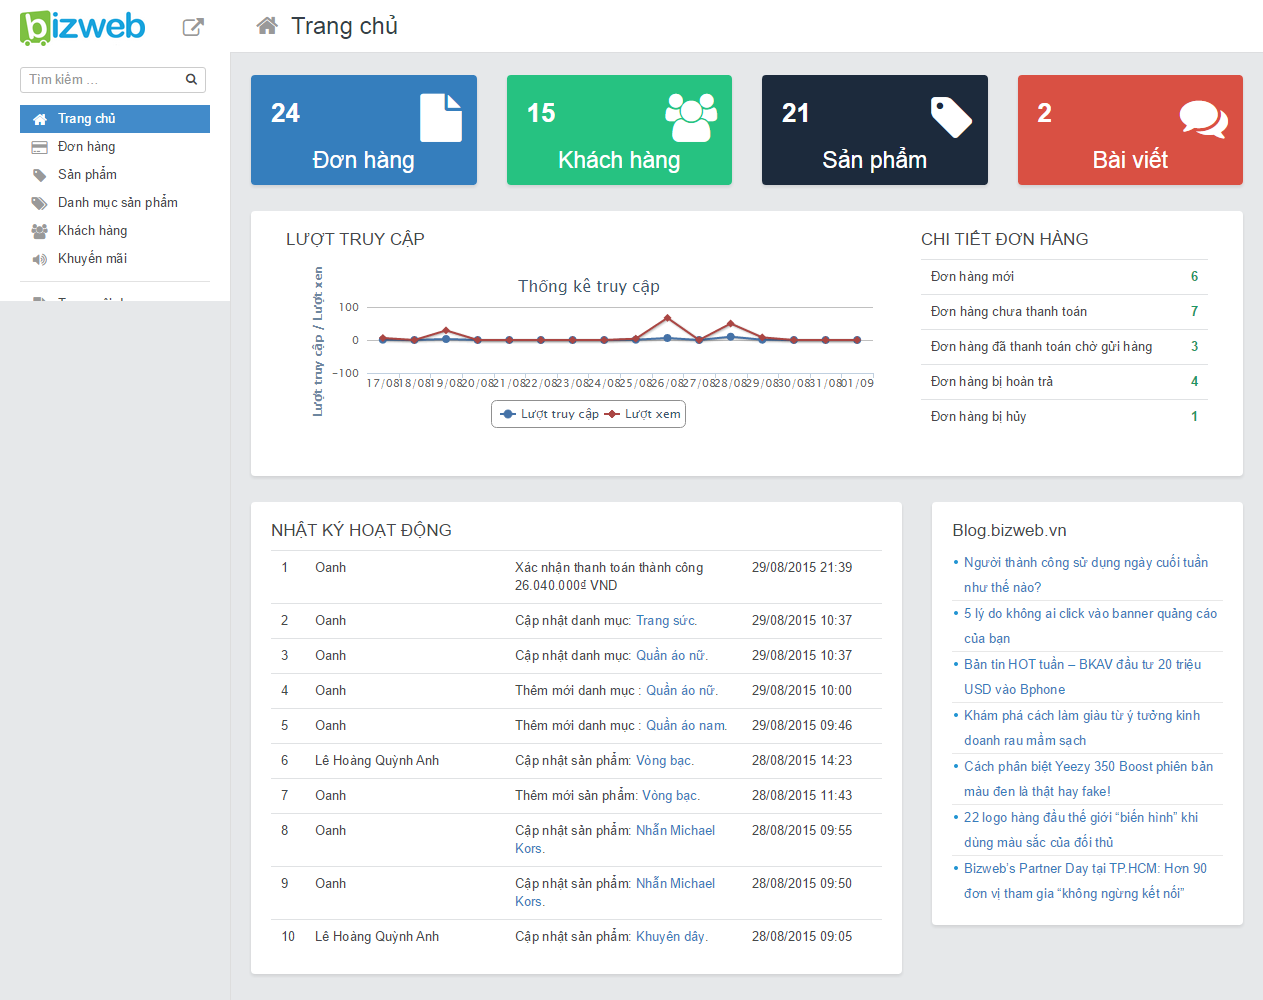 bizweb
Trang chủ
Tìm kiếm ...
Trang chủ
Đơn hàng
Sản phẩm
Danh mục sản phẩm
Khách hàng
Khuyến mãi
24
Đơn hàng
15
Khách hàng
21
Sản phẩm
2
Bài viết
LƯỢT TRUY CẬP
Thống kê truy cập
Lượt truy cập / Lượt xen
100
0
-100
17/08 18/08 19/08 20/08 21/08 22/08 23/08 24/08 25/08 26/08 27/08 28/08 29/08 30/08 31/08 01/09
Lượt truy cập Lượt xem
CHI TIẾT ĐƠN HÀNG
Đơn hàng mới 6
Đơn hàng chưa thanh toán 7
Đơn hàng đã thanh toán chờ gửi hàng 3
Đơn hàng bị hoàn trả 4
Đơn hàng bị hủy 1
NHẬT KÝ HOẠT ĐỘNG
1 Oanh Xác nhận thanh toán thành công 29/08/2015 21:39
26.040.000₫ VND
2 Oanh Cập nhật danh mục: Trang sức. 29/08/2015 10:37
3 Oanh Cập nhật danh mục: Quần áo nữ. 29/08/2015 10:37
4 Oanh Thêm mới danh mục : Quần áo nữ. 29/08/2015 10:00
5 Oanh Thêm mới danh mục : Quần áo nam. 29/08/2015 09:46
6 Lê Hoàng Quỳnh Anh Cập nhật sản phẩm: Vòng bạc. 28/08/2015 14:23
7 Oanh Thêm mới sản phẩm: Vòng bạc. 28/08/2015 11:43
8 Oanh Cập nhật sản phẩm: Nhẫn Michael 28/08/2015 09:55
Kors.
9 Oanh Cập nhật sản phẩm: Nhẫn Michael 28/08/2015 09:50
Kors.
10 Lê Hoàng Quỳnh Anh Cập nhật sản phẩm: Khuyên dây. 28/08/2015 09:05
Blog.bizweb.vn
• Người thành công sử dụng ngày cuối tuần
như thế nào?
• 5 lý do không ai click vào banner quảng cáo
của bạn
• Bản tin HOT tuần – BKAV đầu tư 20 triệu
USD vào Bphone
• Khám phá cách làm giàu từ ý tưởng kinh
doanh rau mầm sạch
• Cách phân biệt Yeezy 350 Boost phiên bản
màu đen là thật hay fake!
• 22 logo hàng đầu thế giới “biến hình” khi
dùng màu sắc của đối thủ
• Bizweb’s Partner Day tại TP.HCM: Hơn 90
đơn vị tham gia “không ngừng kết nối”